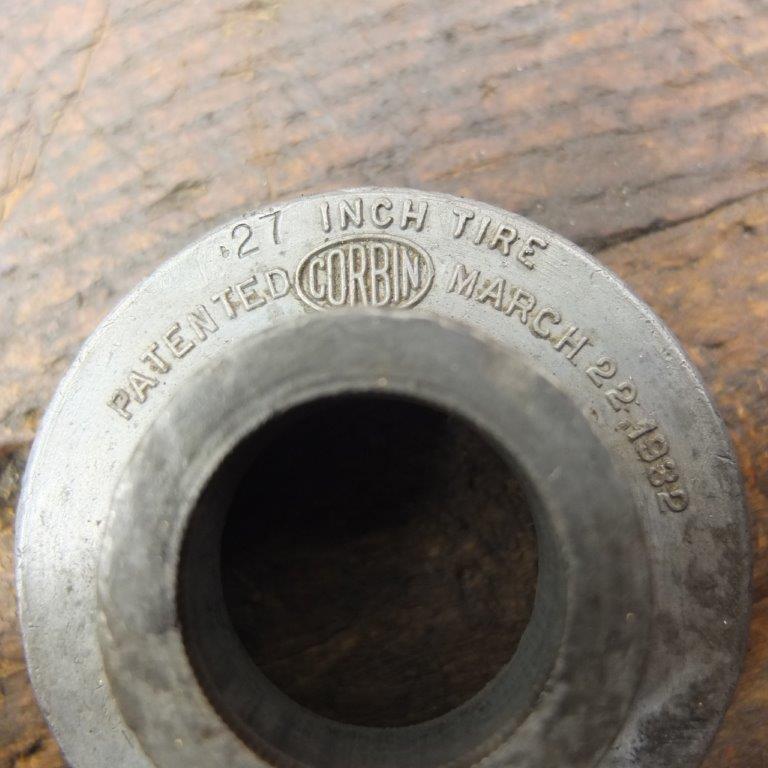 27 INCH TIRE
PATENTED CORBIN MARCH 22, 1932